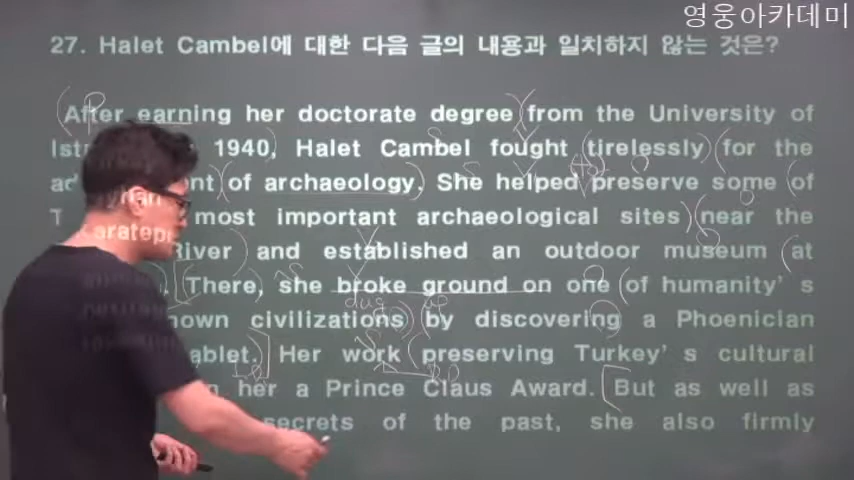 영웅아카데미
27. Halet Cambel에 대한 다음 글의 내용과 일치하지 않는 것은?
After earning her doctorate degree from the University of
1940, Halet Cambel fought tirelessly for the
of archaeology. She helped preserve some of
most important archaeological sites near the
River and established an outdoor museum at
There, she broke ground on one of humanity's
civilizations by discovering a Phoenician
Her work preserving Turkey's cultural
her a Prince Claus Award. But as well as
secrets of the past, she also firmly